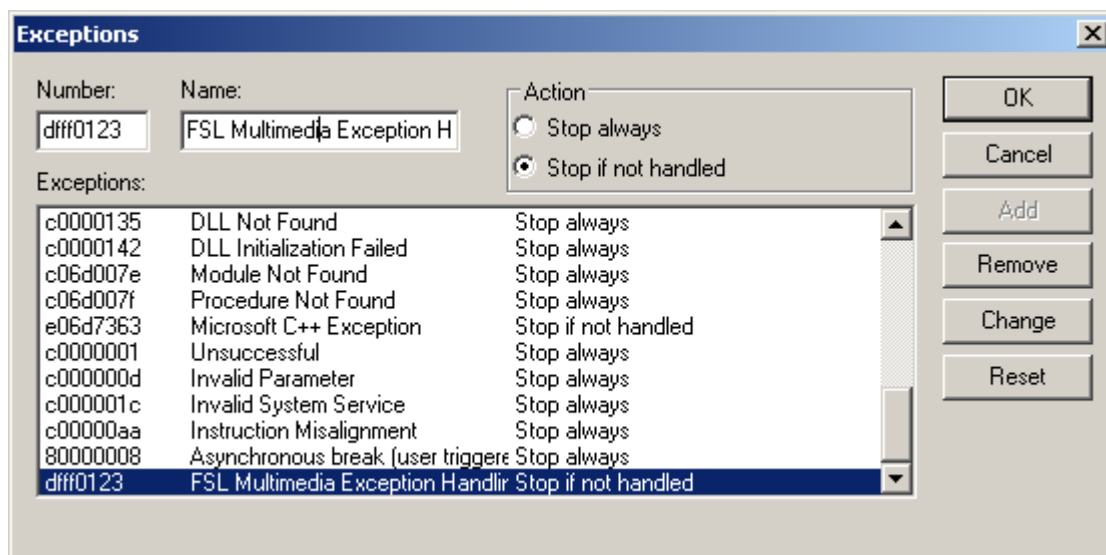 Exceptions
Number: Name: Action
dfff0123 FSL Multimedia Exception H Stop always
Stop if not handled
Exceptions:
c0000135 DLL Not Found Stop always
c0000142 DLL Initialization Failed Stop always
c06d007e Module Not Found Stop always
c06d007f Procedure Not Found Stop always
e06d7363 Microsoft C++ Exception Stop if not handled
c0000001 Unsuccessful Stop always
c000000d Invalid Parameter Stop always
c000001c Invalid System Service Stop always
c00000aa Instruction Misalignment Stop always
80000008 Asynchronous break (user triggere Stop always
dfff0123 FSL Multimedia Exception Handlir Stop if not handled
OK
Cancel
Add
Remove
Change
Reset